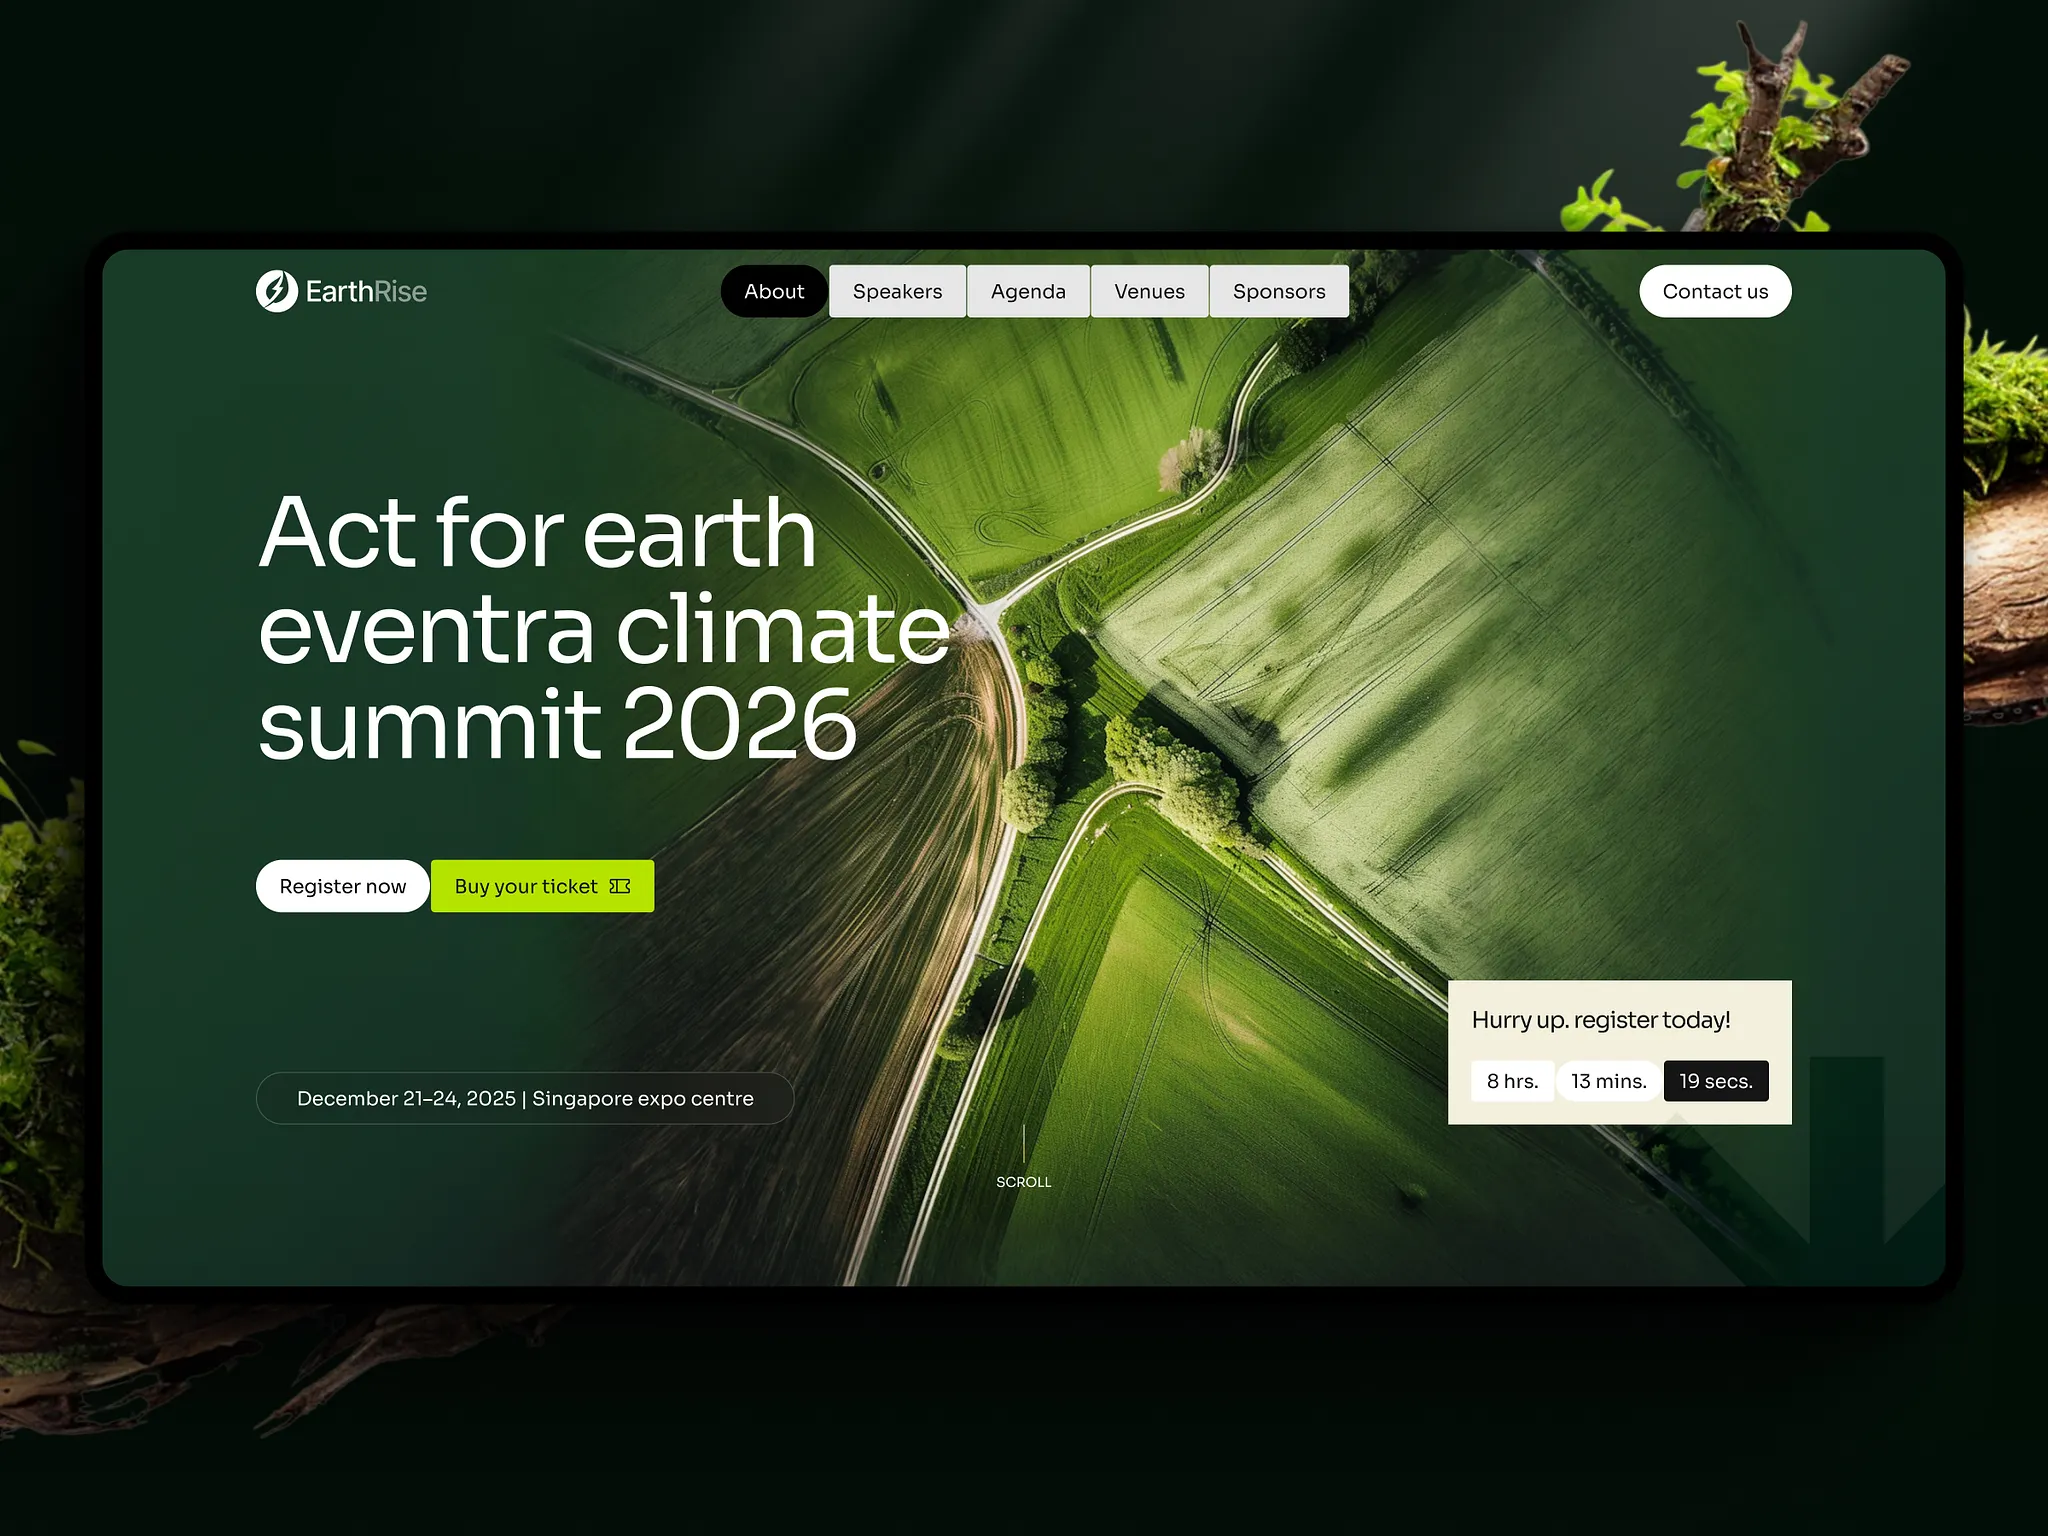 EarthRise
About
Speakers
Agenda
Venues
Sponsors
Contact us
Act for earth
eventra climate
summit 2026
Register now
Buy your ticket
December 21–24, 2025 | Singapore expo centre
SCROLL
Hurry up. register today!
8 hrs.
13 mins.
19 secs.